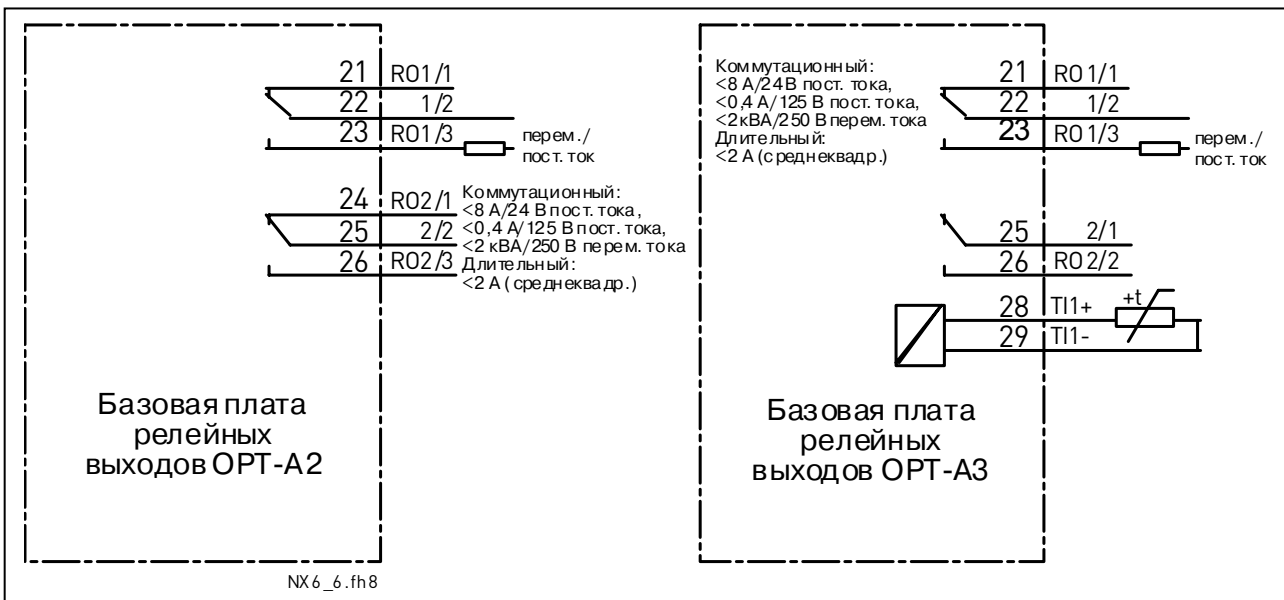 21 RO1/1
22 1/2
23 RO1/3
перем./
пост. ток
24 RO2/1
25 2/2
26 RO2/3
Коммутационный:
<8 А/24 В пост. тока,
<0,4 А/125 В пост. тока,
<2 кВА/250 В перем. тока
Длительный:
<2 А (среднеквадр.)
Базовая плата
релейных
выходов OPT-A2
NX6_6.fh8
Коммутационный:
<8 А/24В пост. тока,
<0,4 А/125 В пост. тока,
<2кВА/250 В перем. тока
Длительный:
<2 А (среднеквадр.)
21 RO1/1
22 1/2
23 RO1/3
перем./
пост. ток
25 2/1
26 RO2/2
28 TI1+
+t
29 TI1-
Базовая плата
релейных
выходов OPT-A3